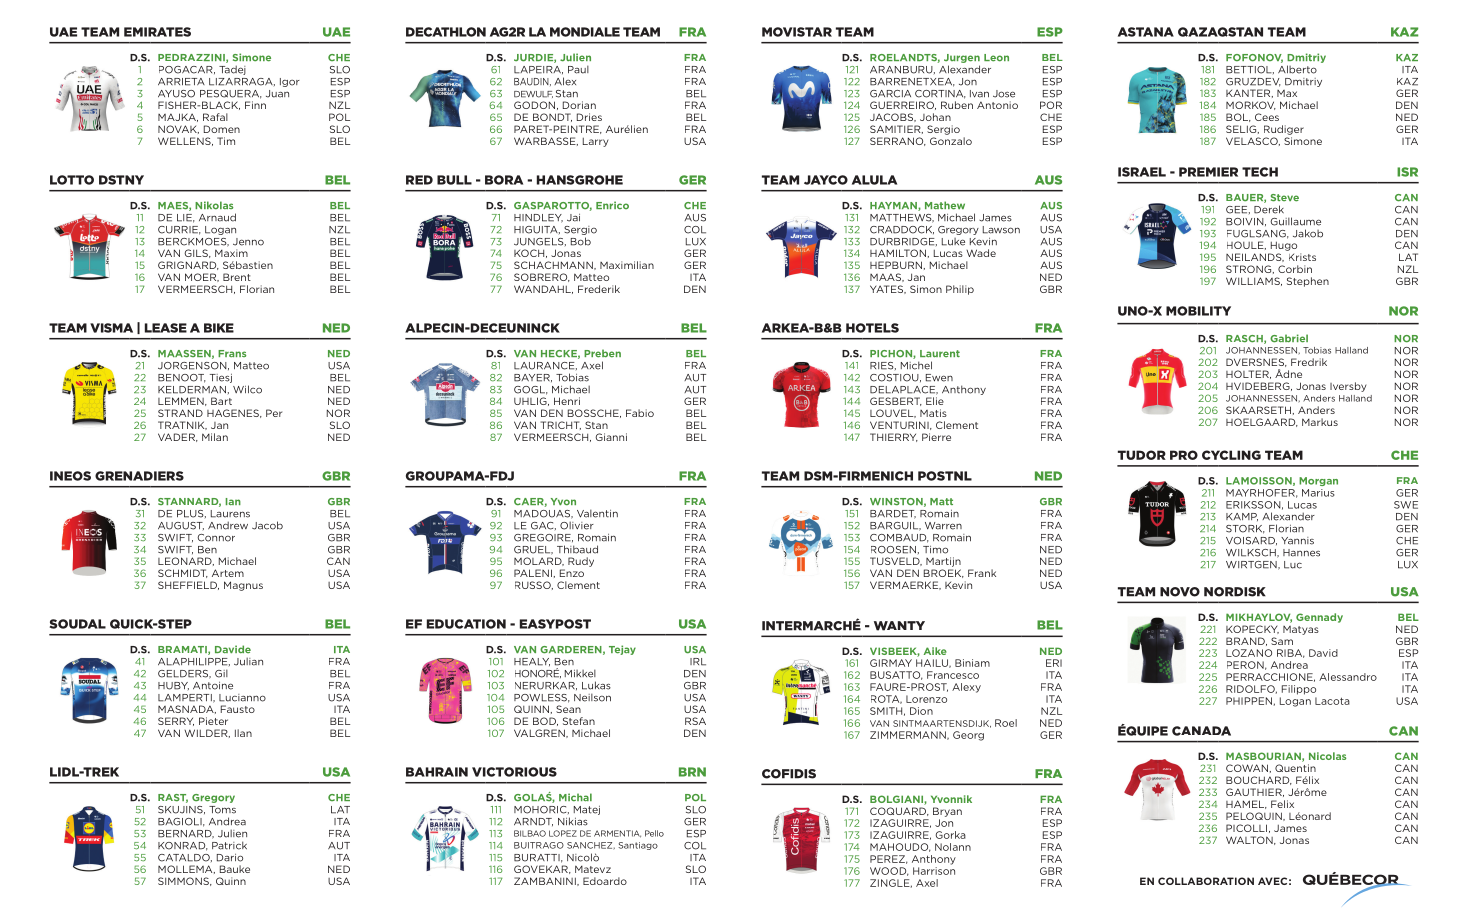 UAE TEAM EMIRATES UAE
D.S. PEDRAZZINI, Simone CHE
1 POGACAR, Tadej SLO
2 ARRIETA LIZARRAGA, Igor ESP
3 AYUSO PESQUERA, Juan ESP
4 FISHER-BLACK, Finn NZL
5 MAJKA, Rafal POL
6 NOVAK, Domen SLO
7 WELLENS, Tim BEL
LOTTO DSTNY BEL
D.S. MAES, Nikolas BEL
11 DE LIE, Arnaud BEL
12 CURRIE, Logan NZL
13 BERCKMOES, Jenno BEL
14 VAN GILS, Maxim BEL
15 GRIGNARD, Sébastien BEL
16 VAN MOER, Brent BEL
17 VERMEERSCH, Florian BEL
TEAM VISMA | LEASE A BIKE NED
D.S. MAASSEN, Frans NED
21 JORGENSON, Matteo USA
22 BENOOT, Tiesj BEL
23 KELDERMAN, Wilco NED
24 LEMMEN, Bart NED
25 STRAND HAGENES, Per NOR
26 TRATNIK, Jan SLO
27 VADER, Milan NED
INEOS GRENADIERS GBR
D.S. STANNARD, Ian GBR
31 DE PLUS, Laurens BEL
32 AUGUST, Andrew Jacob USA
33 SWIFT, Connor GBR
34 SWIFT, Ben GBR
35 LEONARD, Michael CAN
36 SCHMIDT, Artem USA
37 SHEFFIELD, Magnus USA
SOUDAL QUICK-STEP BEL
D.S. BRAMATI, Davide ITA
41 ALAPHILIPPE, Julian FRA
42 GELDERS, Gil BEL
43 HUBY, Antoine FRA
44 LAMPERTI, Lucianno USA
45 MASNADA, Fausto ITA
46 SERRY, Pieter BEL
47 VAN WILDER, Ilan BEL
LIDL-TREK USA
D.S. RAST, Gregory CHE
51 SKUJINS, Toms LAT
52 BAGIOLI, Andrea ITA
53 BERNARD, Julien FRA
54 KONRAD, Patrick AUT
55 CATALDO, Dario ITA
56 MOLLEMA, Bauke NED
57 SIMMONS, Quinn USA
DECATHLON AG2R LA MONDIALE TEAM FRA
D.S. JURDIE, Julien FRA
61 LAPEIRA, Paul FRA
62 BAUDIN, Alex FRA
63 DEWULF, Stan BEL
64 GODON, Dorian FRA
65 DE BONDT, Dries BEL
66 PARET-PEINTRE, Aurélien FRA
67 WARBASSE, Larry USA
RED BULL - BORA - HANSGROHE GER
D.S. GASPAROTTO, Enrico CHE
71 HINDLEY, Jai AUS
72 HIGUITA, Sergio COL
73 JUNGELS, Bob LUX
74 KOCH, Jonas GER
75 SCHACHMANN, Maximilian GER
76 SOBRERO, Matteo ITA
77 WANDAHL, Frederik DEN
ALPECIN-DECEUNINCK BEL
D.S. VAN HECKE, Preben BEL
81 LAURANCE, Axel FRA
82 BAYER, Tobias AUT
83 GOGL, Michael AUT
84 UHLIG, Henri GER
85 VAN DEN BOSSCHE, Fabio BEL
86 VAN TRICHT, Stan BEL
87 VERMEERSCH, Gianni BEL
GROUPAMA-FDJ FRA
D.S. CAER, Yvon FRA
91 MADOUAS, Valentin FRA
92 LE GAC, Olivier FRA
93 GREGOIRE, Romain FRA
94 GRUEL, Thibaud FRA
95 MOLARD, Rudy FRA
96 PALENI, Enzo FRA
97 RUSSO, Clement FRA
EF EDUCATION - EASYPOST USA
D.S. VAN GARDEREN, Tejay USA
101 HEALY, Ben IRL
102 HONORÉ, Mikkel DEN
103 NERURKAR, Lukas GBR
104 POWLESS, Neilson USA
105 QUINN, Sean USA
106 DE BOD, Stefan RSA
107 VALGREN, Michael DEN
BAHRAIN VICTORIOUS BRN
D.S. GOLAŚ, Michal POL
111 MOHORIC, Matej SLO
112 ARNDT, Nikias GER
113 BILBAO LOPEZ DE ARMENTIA, Pello ESP
114 BUITRAGO SANCHEZ, Santiago COL
115 BURATTI, Nicolò ITA
116 GOVEKAR, Matevz SLO
117 ZAMBANINI, Edoardo ITA
MOVISTAR TEAM ESP
D.S. ROELANDTS, Jurgen Leon BEL
121 ARANBURU, Alexander ESP
122 BARRENETXEA, Jon ESP
123 GARCIA CORTINA, Ivan Jose ESP
124 GUERREIRO, Ruben Antonio POR
125 JACOBS, Johan CHE
126 SAMITIER, Sergio ESP
127 SERRANO, Gonzalo ESP
TEAM JAYCO ALULA AUS
D.S. HAYMAN, Mathew AUS
131 MATTHEWS, Michael James AUS
132 CRADDOCK, Gregory Lawson USA
133 DURBRIDGE, Luke Kevin AUS
134 HAMILTON, Lucas Wade AUS
135 HEPBURN, Michael AUS
136 MAAS, Jan NED
137 YATES, Simon Philip GBR
ARKEA-B&B HOTELS FRA
D.S. PICHON, Laurent FRA
141 RIES, Michel FRA
142 COSTIOU, Ewen FRA
143 DELAPLACE, Anthony FRA
144 GESBERT, Elie FRA
145 LOUVEL, Matis FRA
146 VENTURINI, Clement FRA
147 THIERRY, Pierre FRA
TEAM DSM-FIRMENICH POSTNL NED
D.S. WINSTON, Matt GBR
151 BARDET, Romain FRA
152 BARGUIL, Warren FRA
153 COMBAUD, Romain FRA
154 ROOSEN, Timo NED
155 TUSVELD, Martijn NED
156 VAN DEN BROEK, Frank NED
157 VERMAERKE, Kevin USA
INTERMARCHÉ - WANTY BEL
D.S. VISBEEK, Aike NED
161 GIRMAY HAILU, Biniam ERI
162 BUSATTO, Francesco ITA
163 FAURE-PROST, Alexy FRA
164 ROTA, Lorenzo ITA
165 SMITH, Dion NZL
166 VAN SINTMAARTENSDIJK, Roel NED
167 ZIMMERMANN, Georg GER
COFIDIS FRA
D.S. BOLGIANI, Yvonnik FRA
171 COQUARD, Bryan FRA
172 IZAGUIRRE, Jon ESP
173 IZAGUIRRE, Gorka ESP
174 MAHOUDO, Nolann FRA
175 PEREZ, Anthony FRA
176 WOOD, Harrison GBR
177 ZINGLE, Axel FRA
ASTANA QAZAQSTAN TEAM KAZ
D.S. FOFONOV, Dmitriy KAZ
181 BETTIOL, Alberto ITA
182 GRUZDEV, Dmitriy KAZ
183 KANTER, Max GER
184 MORKOV, Michael DEN
185 BOL, Cees NED
186 SELIG, Rudiger GER
187 VELASCO, Simone ITA
ISRAEL - PREMIER TECH ISR
D.S. BAUER, Steve CAN
191 GEE, Derek CAN
192 BOIVIN, Guillaume CAN
193 FUGLSANG, Jakob DEN
194 HOULE, Hugo CAN
195 NEILANDS, Krists LAT
196 STRONG, Corbin NZL
197 WILLIAMS, Stephen GBR
UNO-X MOBILITY NOR
D.S. RASCH, Gabriel NOR
201 JOHANNESSEN, Tobias Halland NOR
202 DVERSNES, Fredrik NOR
203 HOLTER, Ådne NOR
204 HVIDEBERG, Jonas Iversby NOR
205 JOHANNESSEN, Anders Halland NOR
206 SKAARSETH, Anders NOR
207 HOELGAARD, Markus NOR
TUDOR PRO CYCLING TEAM CHE
D.S. LAMOISSON, Morgan FRA
211 MAYRHOFER, Marius GER
212 ERIKSSON, Lucas SWE
213 KAMP, Alexander DEN
214 STORK, Florian GER
215 VOISARD, Yannis CHE
216 WILKSCH, Hannes GER
217 WIRTGEN, Luc LUX
TEAM NOVO NORDISK USA
D.S. MIKHAYLOV, Gennady BEL
221 KOPECKY, Matyas NED
222 BRAND, Sam GBR
223 LOZANO RIBA, David ESP
224 PERON, Andrea ITA
225 PERRACCHIONE, Alessandro ITA
226 RIDOLFO, Filippo ITA
227 PHIPPEN, Logan Lacota USA
ÉQUIPE CANADA CAN
D.S. MASBOURIAN, Nicolas CAN
231 COWAN, Quentin CAN
232 BOUCHARD, Félix CAN
233 GAUTHIER, Jérôme CAN
234 HAMEL, Felix CAN
235 PELOQUIN, Léonard CAN
236 PICOLLI, James CAN
237 WALTON, Jonas CAN
EN COLLABORATION AVEC: QUÉBECOR